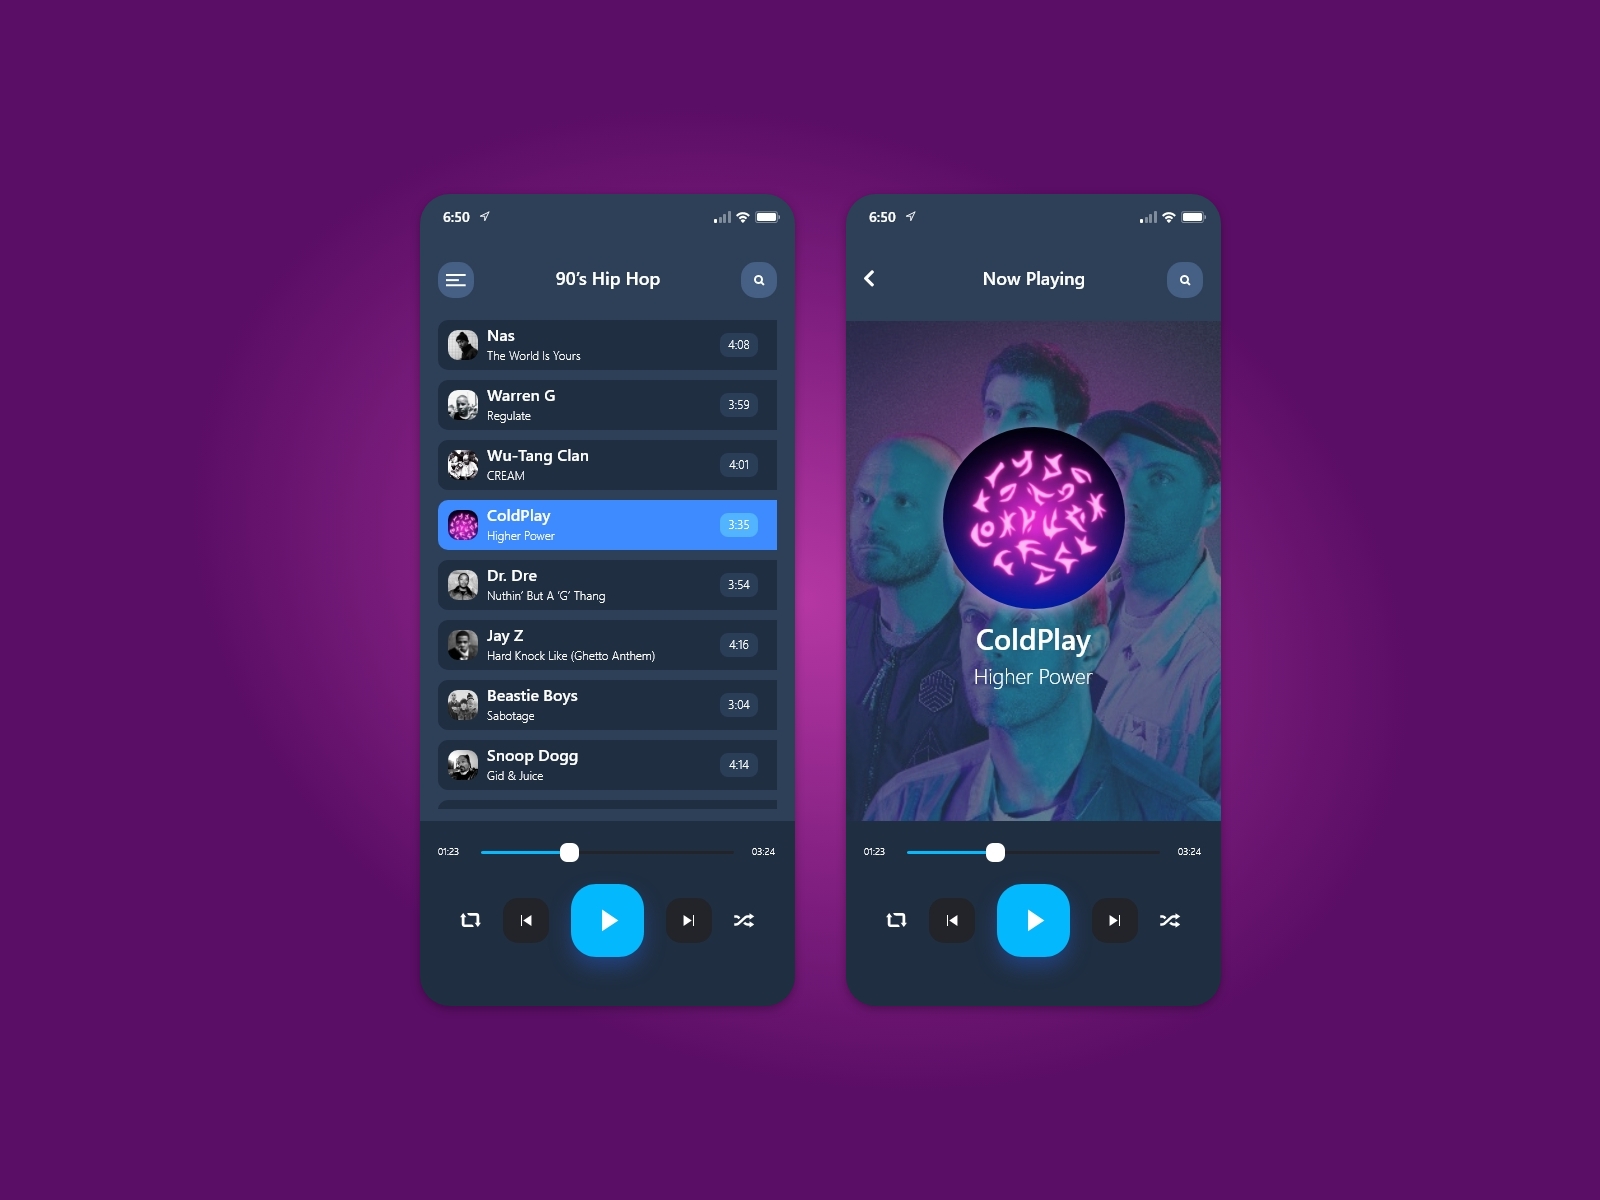 6:50
90's Hip Hop
Nas
The World Is Yours
4:08
Warren G
Regulate
3:59
Wu-Tang Clan
CREAM
4:01
ColdPlay
Higher Power
3:35
Dr. Dre
Nuthin' But A 'G' Thang
3:54
Jay Z
Hard Knock Like (Ghetto Anthem)
4:16
Beastie Boys
Sabotage
3:04
Snoop Dogg
Gid & Juice
4:14
01:23
03:24
6:50
Now Playing
ColdPlay
Higher Power
01:23
03:24